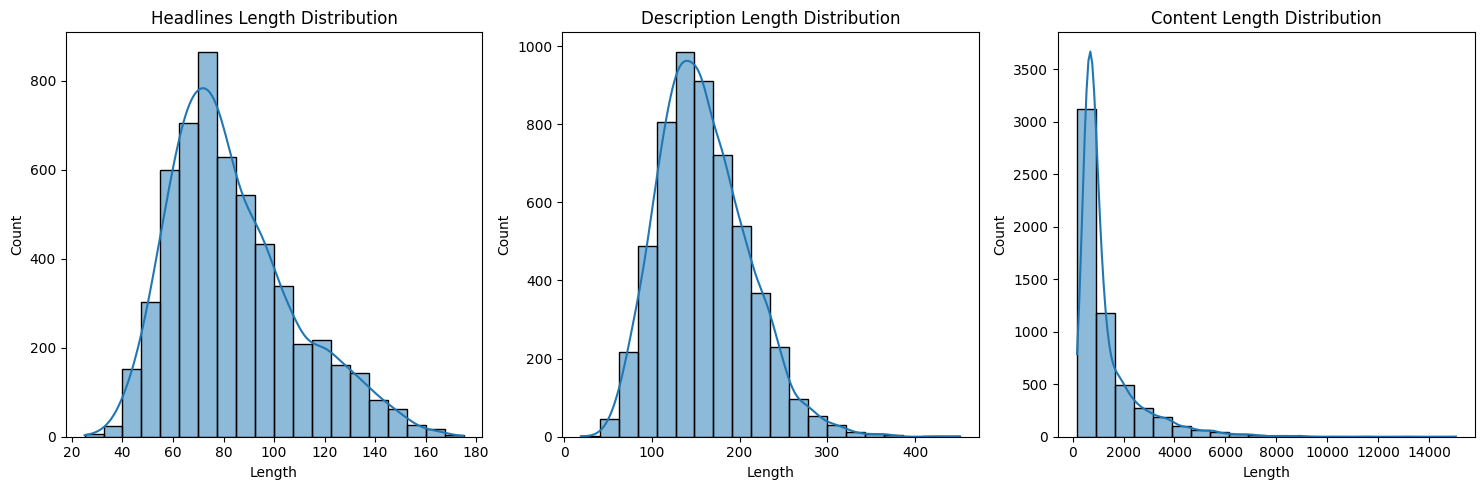 Headlines Length Distribution
Count
800
600
400
200
0
20 40 60 80 100 120 140 160 180
Length
Description Length Distribution
Count
1000
800
600
400
200
0
0 100 200 300 400
Length
Content Length Distribution
Count
3500
3000
2500
2000
1500
1000
500
0
0 2000 4000 6000 8000 10000 12000 14000
Length